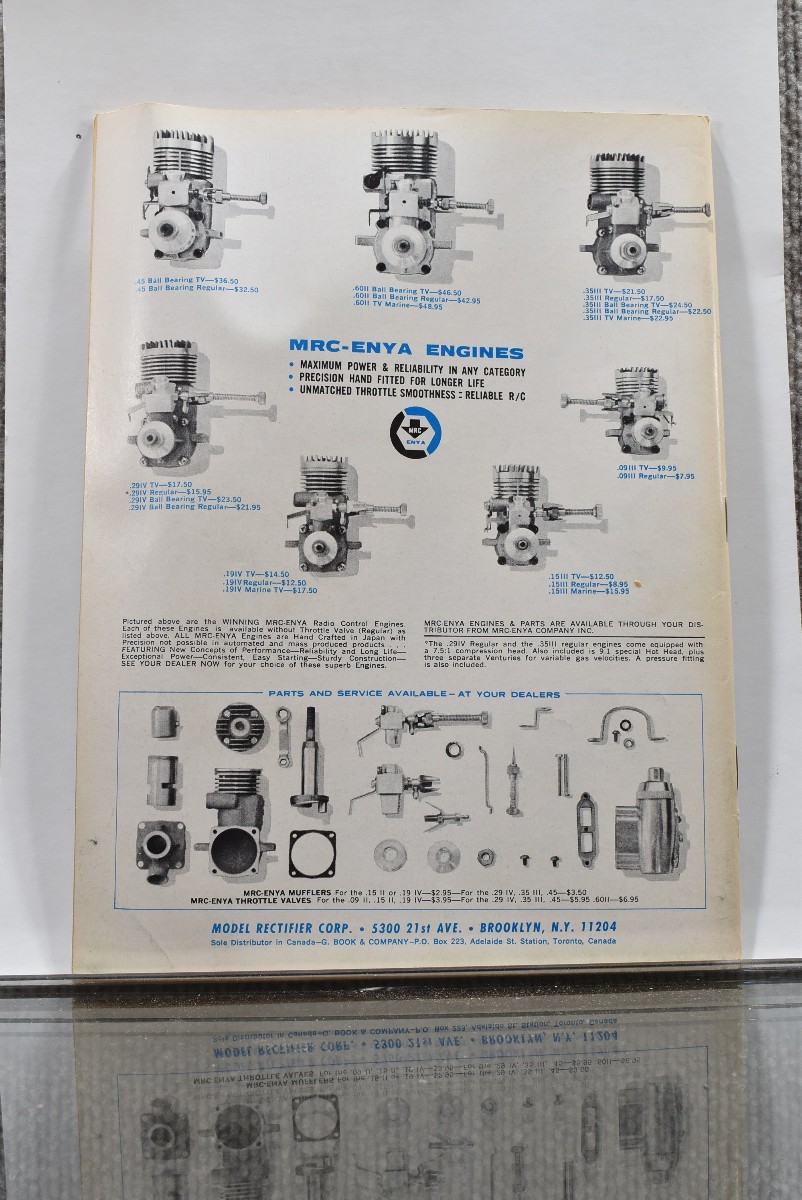 .45 Ball Bearing TV—$36.50
.45 Ball Bearing Regular—$32.50
.60II Ball Bearing TV—$46.50
.60II Ball Bearing Regular—$42.95
.60II TV Marine—$48.95
.35III TV—$21.50
.35III Regular—$17.50
.35III Ball Bearing TV—$24.50
.35III Ball Bearing Regular—$22.50
.35III TV Marine—$22.95
MRC-ENYA ENGINES
• MAXIMUM POWER & RELIABILITY IN ANY CATEGORY
• PRECISION HAND FITTED FOR LONGER LIFE
• UNMATCHED THROTTLE SMOOTHNESS = RELIABLE R/C
MRC
ENYA
.29IV TV—$17.50
*.29IV Regular—$15.95
.29IV Ball Bearing TV—$23.50
.29IV Ball Bearing Regular—$21.95
.09III TV—$9.95
.09III Regular—$7.95
.19IV TV—$14.50
.19IV Regular—$12.50
.19IV Marine TV—$17.50
.15III TV—$12.50
.15III Regular—$8.95
.15III Marine—$15.95
Pictured above are the WINNING MRC-ENYA Radio Control Engines.
Each of these Engines is available without Throttle Valve (Regular) as
listed above. ALL MRC-ENYA Engines are Hand Crafted in Japan with
Precision not possible in automated and mass produced products . . .
FEATURING New Concepts of Performance—Reliability and Long Life—
Exceptional Power—Consistent, Easy Starting—Sturdy Construction—
SEE YOUR DEALER NOW for your choice of these superb Engines.
MRC-ENYA ENGINES & PARTS ARE AVAILABLE THROUGH YOUR DIS-
TRIBUTOR FROM MRC-ENYA COMPANY INC.
*The .29IV Regular and the .35III regular engines come equipped with
a 7.5:1 compression head. Also included is 9.1 special Hot Head, plus
three separate Venturies for variable gas velocities. A pressure fitting
is also included.
PARTS AND SERVICE AVAILABLE—AT YOUR DEALERS
MRC-ENYA MUFFLERS For the .15 II or .19 IV—$2.95—For the .29 IV, .35 III, .45—$3.50
MRC-ENYA THROTTLE VALVES For the .09 II, .15 II, .19 IV—$3.95—For the .29 IV, .35 III, .45—$5.95 .60II—$6.95
MODEL RECTIFIER CORP. • 5300 21st AVE. • BROOKLYN, N.Y. 11204
Sole Distributor in Canada—G. BOOK & COMPANY—P.O. Box 223, Adelaide St. Station, Toronto, Canada